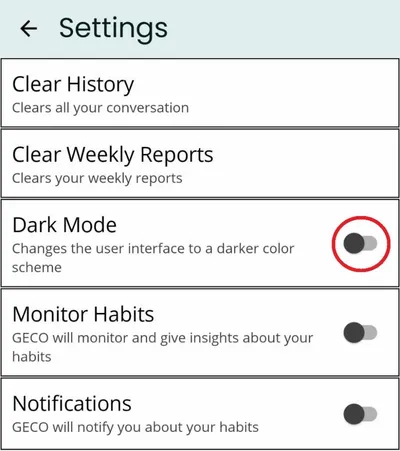 Settings
Clear History
Clears all your conversation
Clear Weekly Reports
Clears your weekly reports
Dark Mode
Changes the user interface to a darker color
scheme
Monitor Habits
GECO will monitor and give insights about your
habits
Notifications
GECO will notify you about your habits